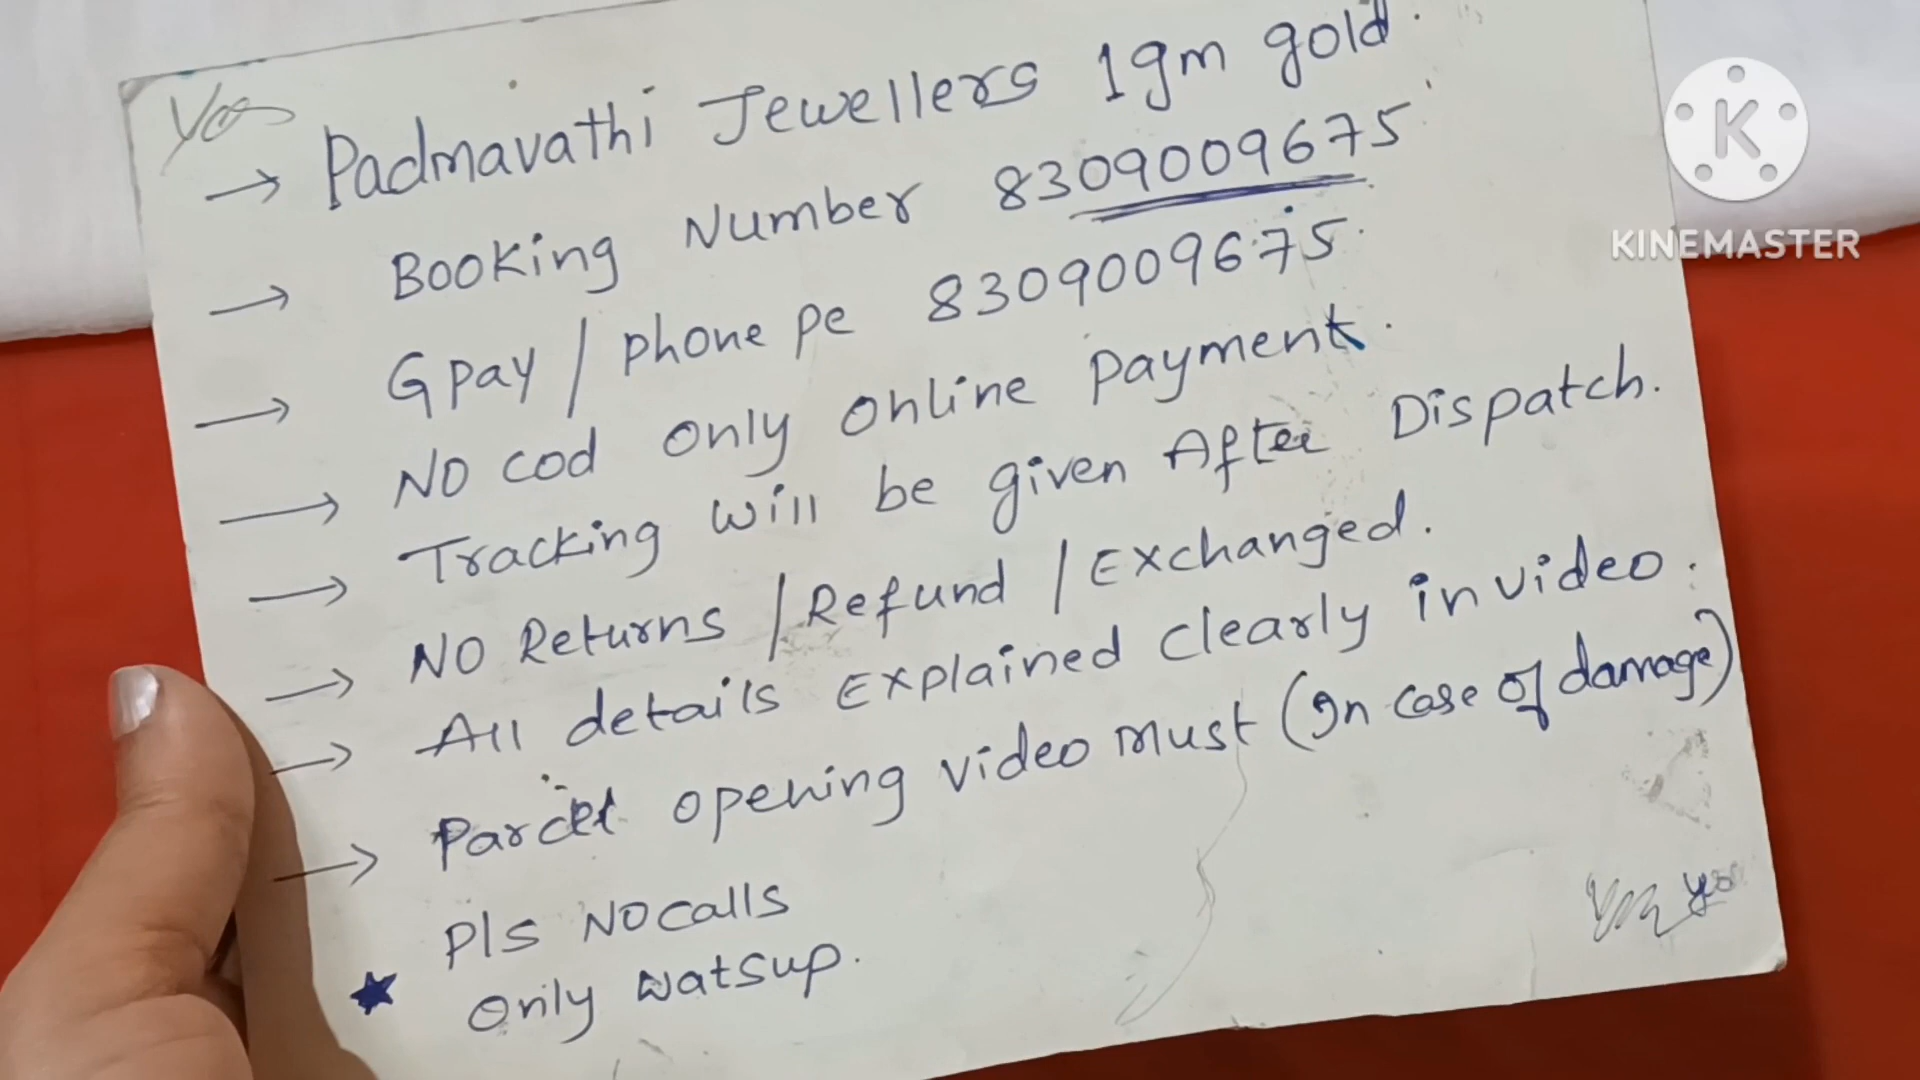 Yes
→ Padmavathi Jewellers 1gm gold.
→ Booking Number 8309009675
→ Gpay / phone pe 8309009675.
→ NO cod only online payment.
→ Tracking will be given After Dispatch.
→ NO Returns / Refund / Exchanged.
→ All details Explained clearly in video.
→ Parcel opening video must (In case of damage)
Pls NO calls
★ Only watsup.
KINEMASTER